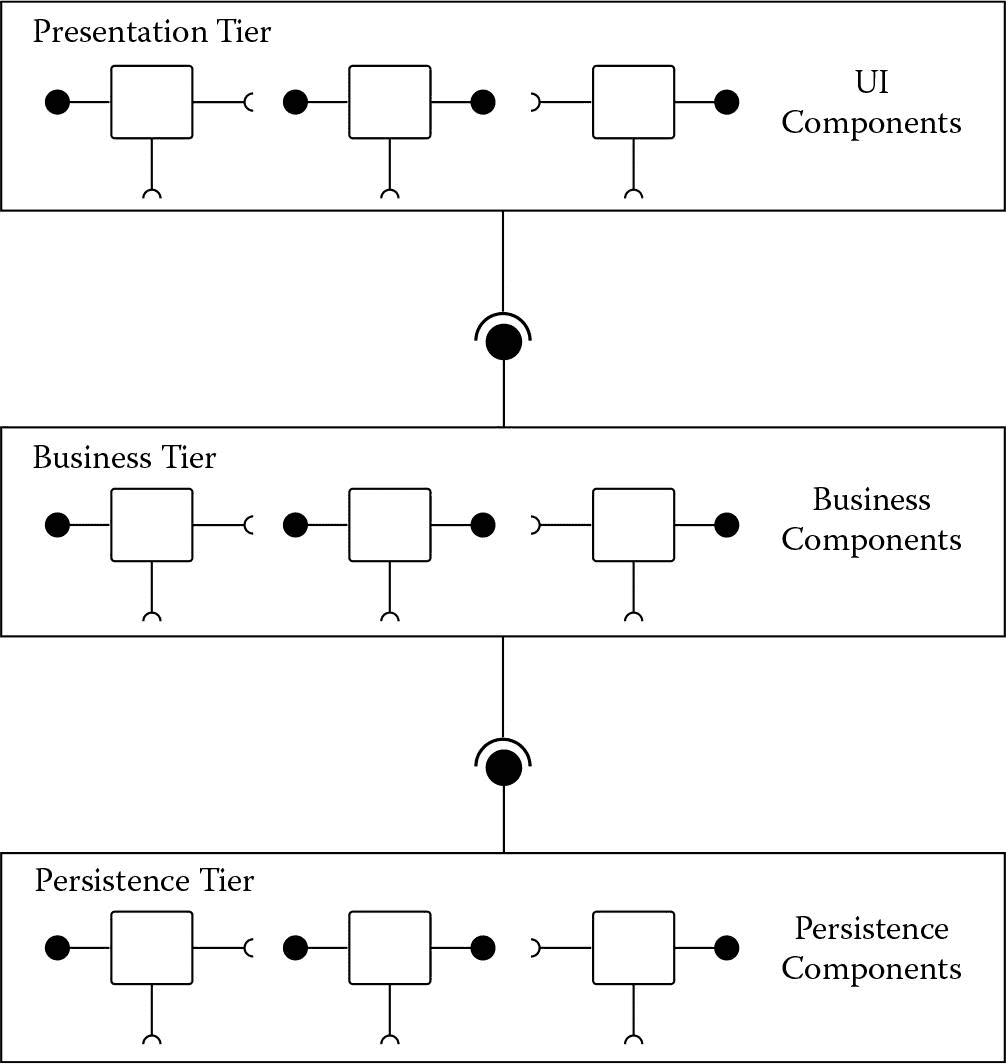 Presentation Tier
UI
Components
Business Tier
Business
Components
Persistence Tier
Persistence
Components